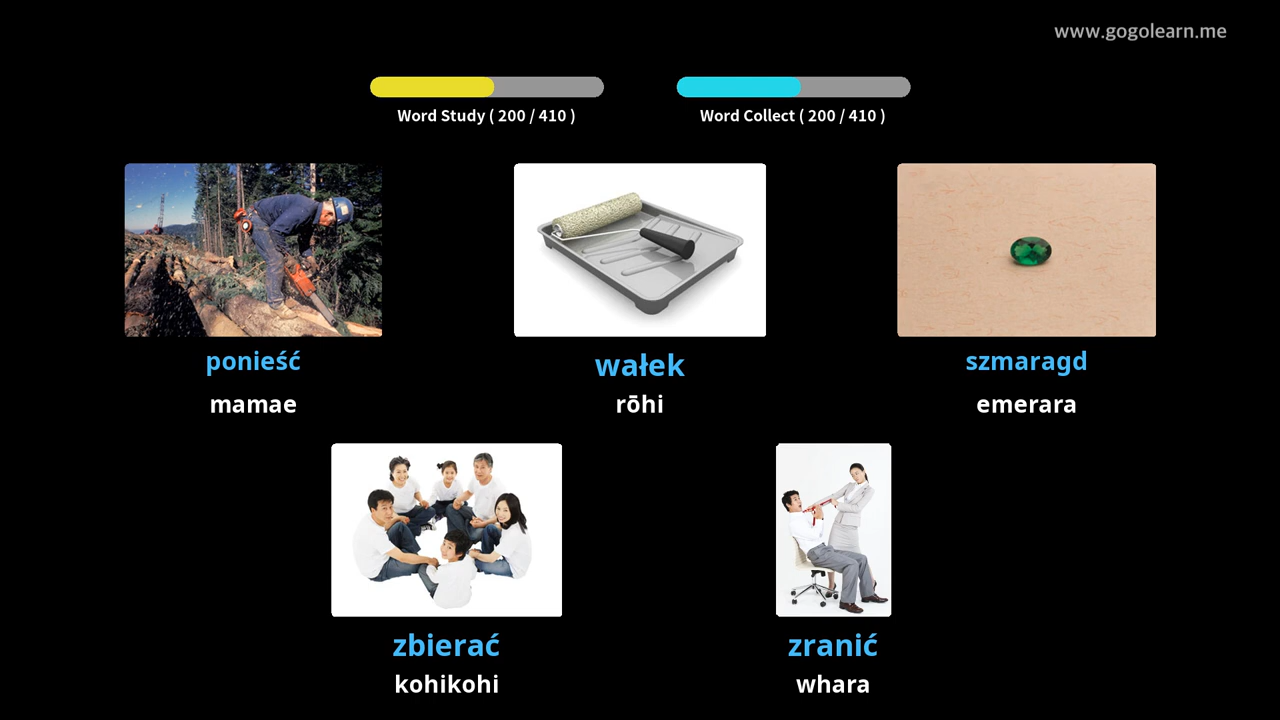 www.gogolearn.me
Word Study ( 200 / 410 )
Word Collect ( 200 / 410 )
ponieść
mamae
wałek
rōhi
szmaragd
emerara
zbierać
kohikohi
zranić
whara